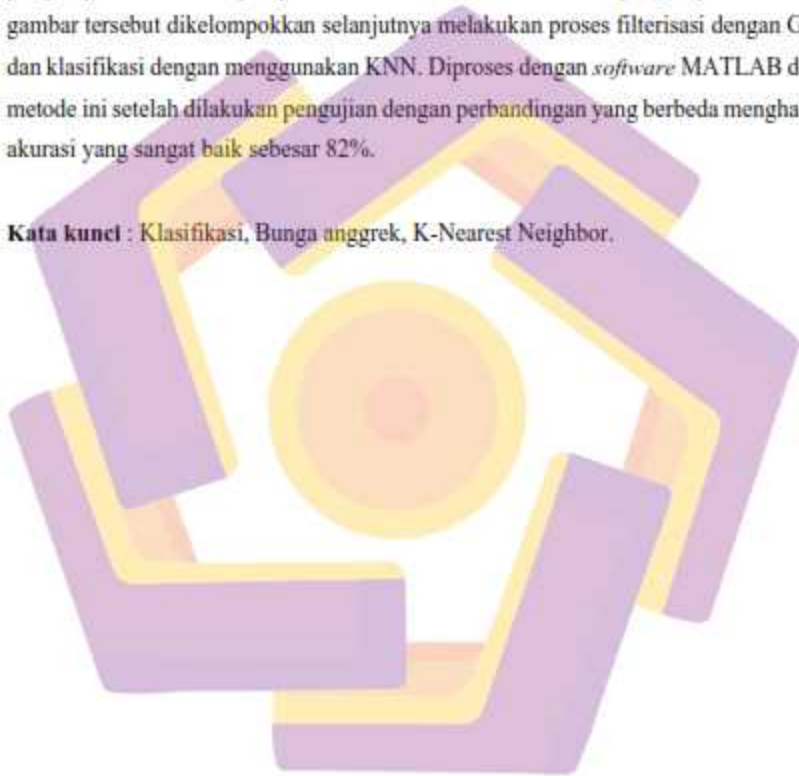 gambar tersebut dikelompokkan selanjutnya melakukan proses filterisasi dengan
dan klasifikasi dengan menggunakan KNN. Diproses dengan software MATLAB
metode ini setelah dilakukan pengujian dengan perbandingan yang berbeda
akurasi yang sangat baik sebesar 82%.
Kata kunci : Klasifikasi, Bunga anggrek, K-Nearest Neighbor.